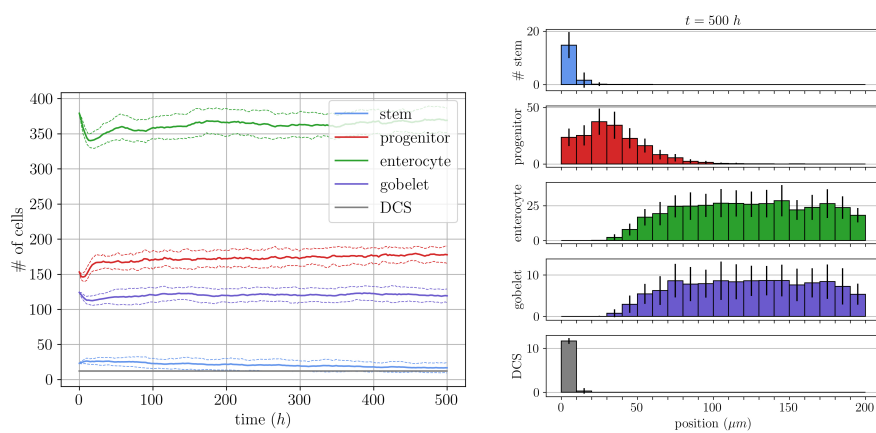 400
350
300
250
200
150
100
50
0
# of cells
0 100 200 300 400 500
time (h)
stem
progenitor
enterocyte
gobelet
DCS
t = 500 h
20
0
# stem
50
0
progenitor
25
0
enterocyte
10
0
gobelet
10
0
DCS
0 50 100 150 200
position (μm)